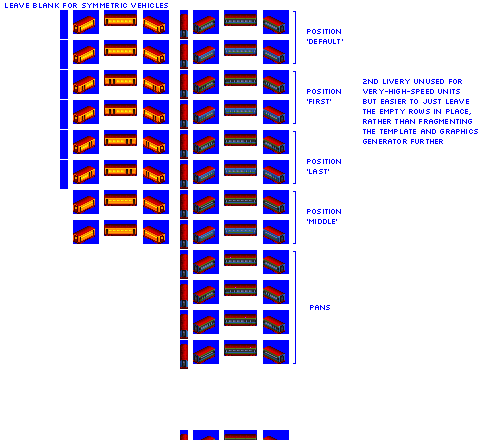 LEAVE BLANK FOR SYMMETRIC VEHICLES
POSITION
'DEFAULT'
POSITION
'FIRST'
2ND LIVERY UNUSED FOR
VERY-HIGH-SPEED UNITS
BUT EASIER TO JUST LEAVE
THE EMPTY ROWS IN PLACE,
RATHER THAN FRAGMENTING
THE TEMPLATE AND GRAPHICS
GENERATOR FURTHER
POSITION
'LAST'
POSITION
'MIDDLE'
PANS